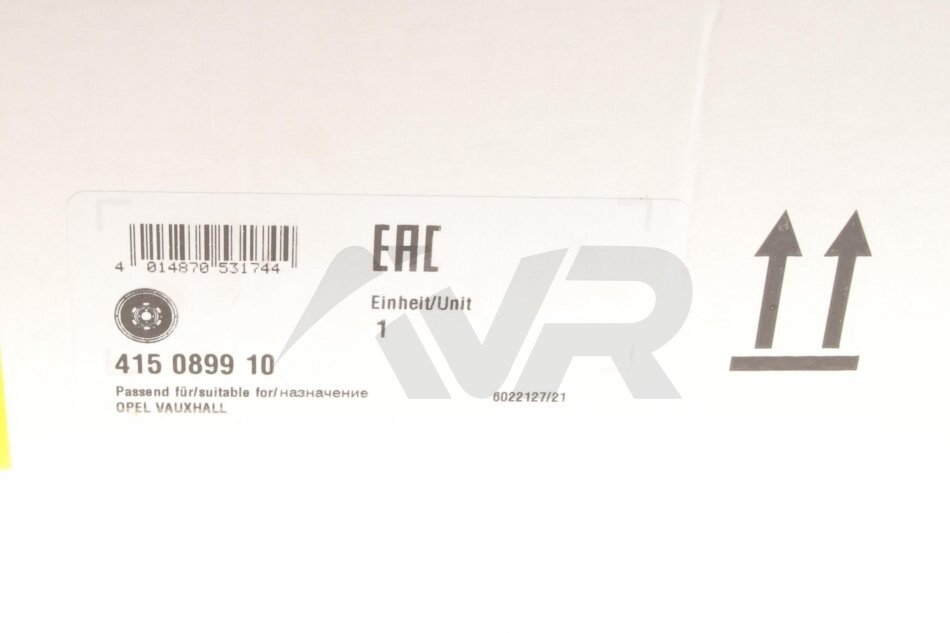 4 014870 531744
EAC
Einheit/Unit
1
415 0899 10
Passend für/suitable for/назначение
OPEL VAUXHALL
6022127/21
VR